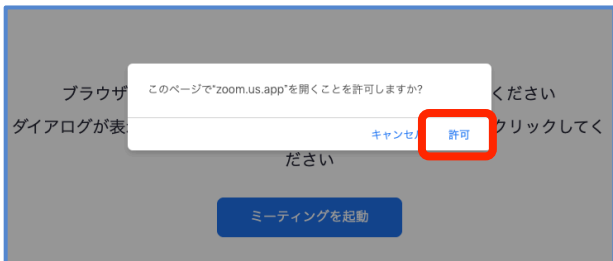 このページで"zoom.us.app"を開くことを許可しますか?
キャンセル 許可
ブラウザ
ください
ダイアログが表
クリックしてく
ださい
ミーティングを起動